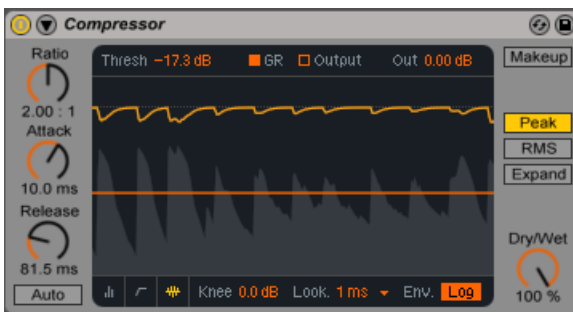 Compressor
Ratio
2.00 : 1
Attack
10.0 ms
Release
81.5 ms
Auto
Thresh -17.3 dB GR Output Out 0.00 dB
Knee 0.0 dB Look. 1 ms Env. Log
Makeup
Peak
RMS
Expand
Dry/Wet
100 %